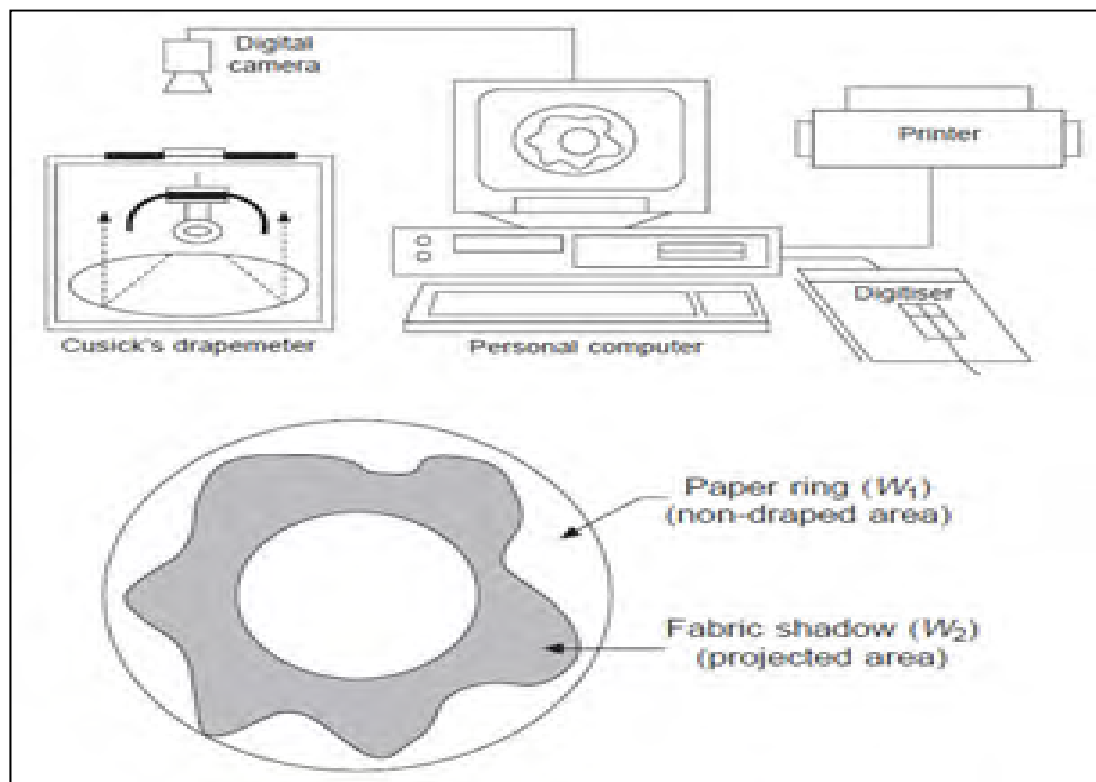 Digital
camera
Printer
Digitiser
Cusick's drapemeter
Personal computer
Paper ring (W₁)
(non-draped area)
Fabric shadow (W₂)
(projected area)